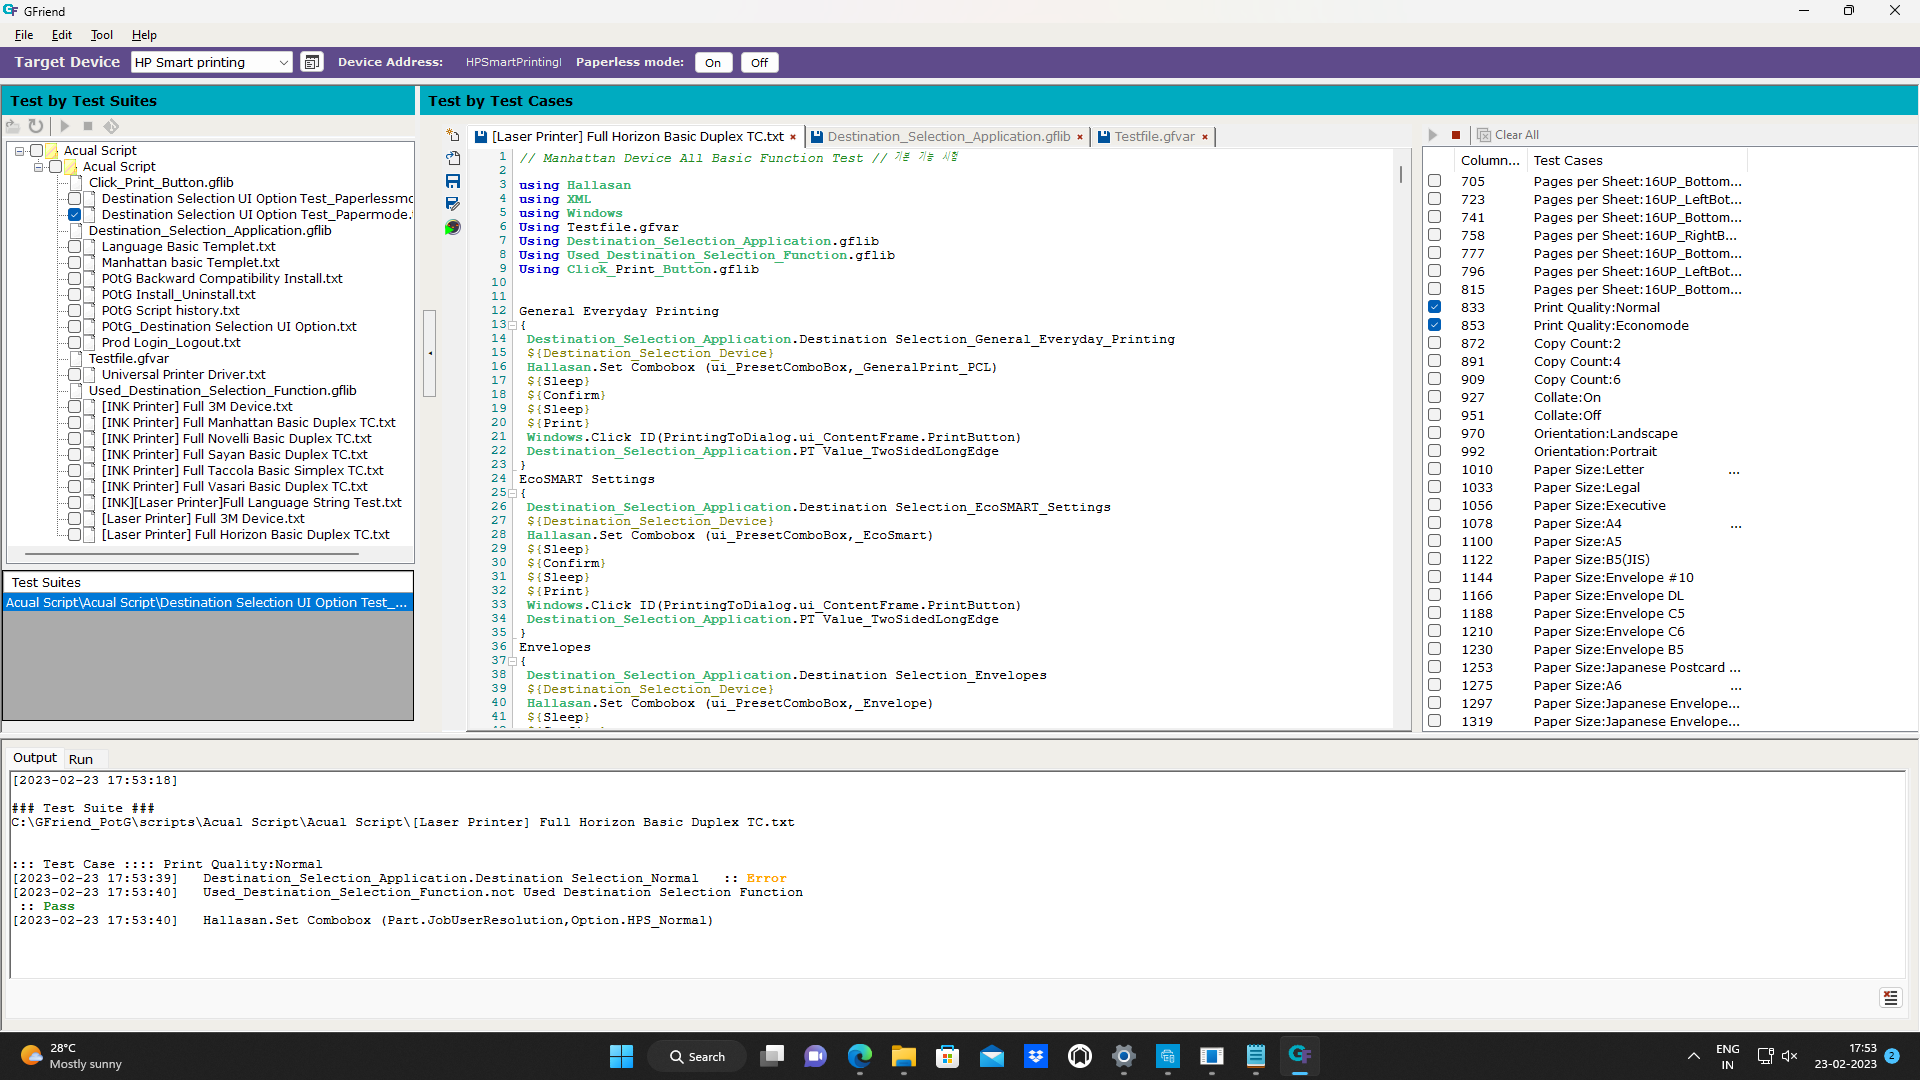 GFriend
File Edit Tool Help
Target Device HP Smart printing Device Address: HPSmartPrintingI Paperless mode: On Off
Test by Test Suites
Acual Script
Acual Script
Click_Print_Button.gflib
Destination Selection UI Option Test_Paperlessmo
Destination Selection UI Option Test_Papermode.
Destination_Selection_Application.gflib
Language Basic Templet.txt
Manhattan basic Templet.txt
POtG Backward Compatibility Install.txt
POtG Install_Uninstall.txt
POtG Script history.txt
POtG_Destination Selection UI Option.txt
Prod Login_Logout.txt
Testfile.gfvar
Universal Printer Driver.txt
Used_Destination_Selection_Function.gflib
[INK Printer] Full 3M Device.txt
[INK Printer] Full Manhattan Basic Duplex TC.txt
[INK Printer] Full Novelli Basic Duplex TC.txt
[INK Printer] Full Sayan Basic Duplex TC.txt
[INK Printer] Full Taccola Basic Simplex TC.txt
[INK Printer] Full Vasari Basic Duplex TC.txt
[INK][Laser Printer]Full Language String Test.txt
[Laser Printer] Full 3M Device.txt
[Laser Printer] Full Horizon Basic Duplex TC.txt
Test Suites
Acual Script\Acual Script\Destination Selection UI Option Test_...
Test by Test Cases
[Laser Printer] Full Horizon Basic Duplex TC.txt × Destination_Selection_Application.gflib × Testfile.gfvar ×
1 // Manhattan Device All Basic Function Test // 기본 기능 시험
2
3 using Hallasan
4 using XML
5 using Windows
6 Using Testfile.gfvar
7 Using Destination_Selection_Application.gflib
8 Using Used_Destination_Selection_Function.gflib
9 Using Click_Print_Button.gflib
10
11
12 General Everyday Printing
13 {
14 Destination_Selection_Application.Destination Selection_General_Everyday_Printing
15 ${Destination_Selection_Device}
16 Hallasan.Set Combobox (ui_PresetComboBox,_GeneralPrint_PCL)
17 ${Sleep}
18 ${Confirm}
19 ${Sleep}
20 ${Print}
21 Windows.Click ID(PrintingToDialog.ui_ContentFrame.PrintButton)
22 Destination_Selection_Application.PT Value_TwoSidedLongEdge
23 }
24 EcoSMART Settings
25 {
26 Destination_Selection_Application.Destination Selection_EcoSMART_Settings
27 ${Destination_Selection_Device}
28 Hallasan.Set Combobox (ui_PresetComboBox,_EcoSmart)
29 ${Sleep}
30 ${Confirm}
31 ${Sleep}
32 ${Print}
33 Windows.Click ID(PrintingToDialog.ui_ContentFrame.PrintButton)
34 Destination_Selection_Application.PT Value_TwoSidedLongEdge
35 }
36 Envelopes
37 {
38 Destination_Selection_Application.Destination Selection_Envelopes
39 ${Destination_Selection_Device}
40 Hallasan.Set Combobox (ui_PresetComboBox,_Envelope)
41 ${Sleep}
Clear All
Column... Test Cases
705 Pages per Sheet:16UP_Bottom...
723 Pages per Sheet:16UP_LeftBot...
741 Pages per Sheet:16UP_Bottom...
758 Pages per Sheet:16UP_RightB...
777 Pages per Sheet:16UP_Bottom...
796 Pages per Sheet:16UP_LeftBot...
815 Pages per Sheet:16UP_Bottom...
833 Print Quality:Normal
853 Print Quality:Economode
872 Copy Count:2
891 Copy Count:4
909 Copy Count:6
927 Collate:On
951 Collate:Off
970 Orientation:Landscape
992 Orientation:Portrait
1010 Paper Size:Letter ...
1033 Paper Size:Legal
1056 Paper Size:Executive
1078 Paper Size:A4 ...
1100 Paper Size:A5
1122 Paper Size:B5(JIS)
1144 Paper Size:Envelope #10
1166 Paper Size:Envelope DL
1188 Paper Size:Envelope C5
1210 Paper Size:Envelope C6
1230 Paper Size:Envelope B5
1253 Paper Size:Japanese Postcard ...
1275 Paper Size:A6 ...
1297 Paper Size:Japanese Envelope...
1319 Paper Size:Japanese Envelope...
Output Run
[2023-02-23 17:53:18]
### Test Suite ###
C:\GFriend_PotG\scripts\Acual Script\Acual Script\[Laser Printer] Full Horizon Basic Duplex TC.txt
::: Test Case :::: Print Quality:Normal
[2023-02-23 17:53:39] Destination_Selection_Application.Destination Selection_Normal :: Error
[2023-02-23 17:53:40] Used_Destination_Selection_Function.not Used Destination Selection Function
:: Pass
[2023-02-23 17:53:40] Hallasan.Set Combobox (Part.JobUserResolution,Option.HPS_Normal)
28°C
Mostly sunny
Search
ENG
IN
17:53
23-02-2023
2